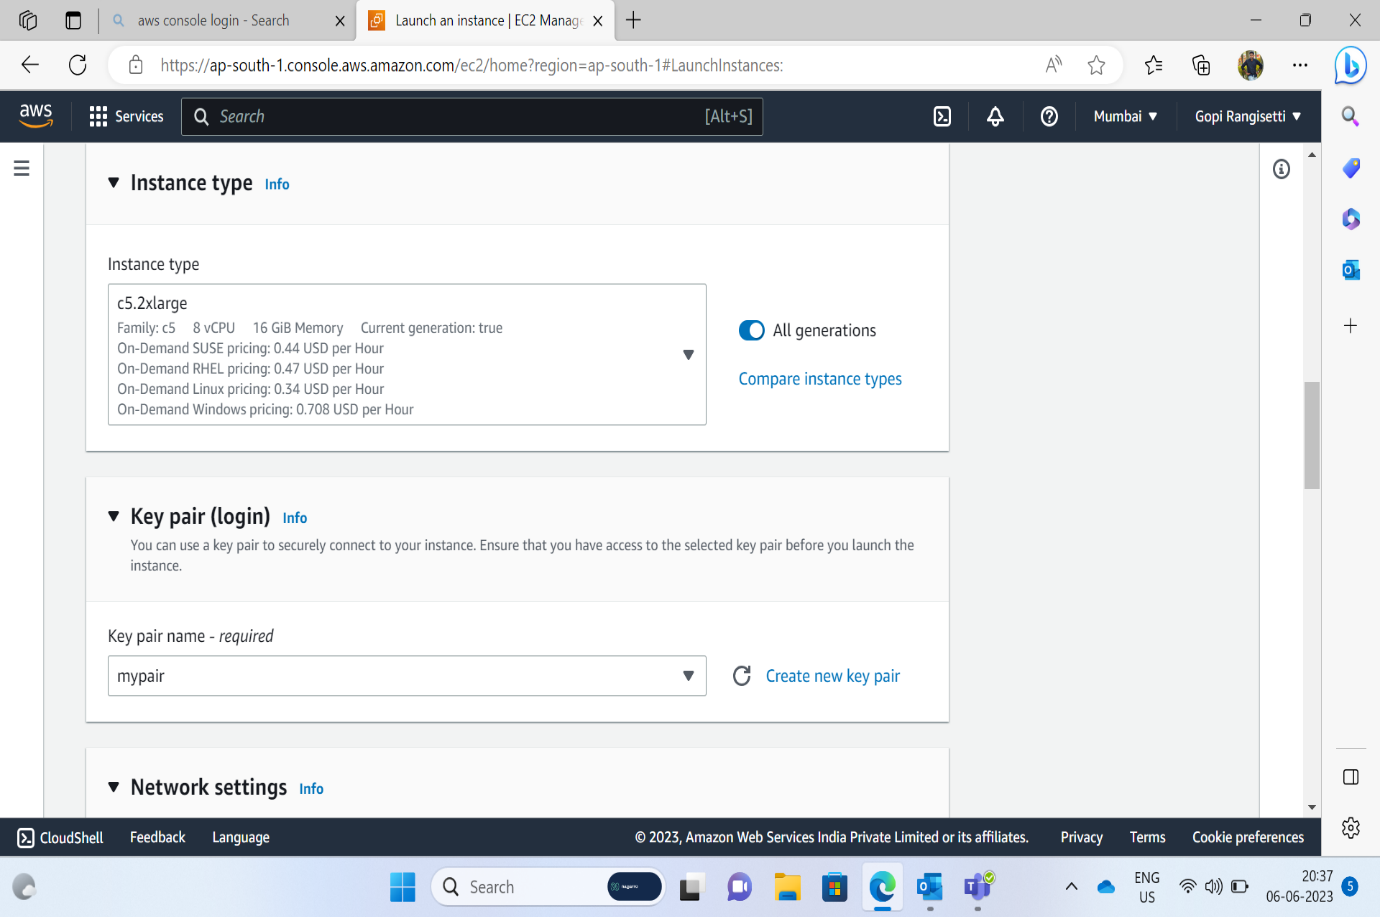 aws console login - Search
Launch an instance | EC2 Manage
https://ap-south-1.console.aws.amazon.com/ec2/home?region=ap-south-1#LaunchInstances:
aws
Services
Search
[Alt+S]
Mumbai
Gopi Rangisetti
Instance type
Info
Instance type
c5.2xlarge
Family: c5 8 vCPU 16 GiB Memory Current generation: true
On-Demand SUSE pricing: 0.44 USD per Hour
On-Demand RHEL pricing: 0.47 USD per Hour
On-Demand Linux pricing: 0.34 USD per Hour
On-Demand Windows pricing: 0.708 USD per Hour
All generations
Compare instance types
Key pair (login)
Info
You can use a key pair to securely connect to your instance. Ensure that you have access to the selected key pair before you launch the
instance.
Key pair name - required
mypair
Create new key pair
Network settings
Info
CloudShell
Feedback
Language
© 2023, Amazon Web Services India Private Limited or its affiliates.
Privacy
Terms
Cookie preferences
Search
ENG
US
20:37
06-06-2023
5